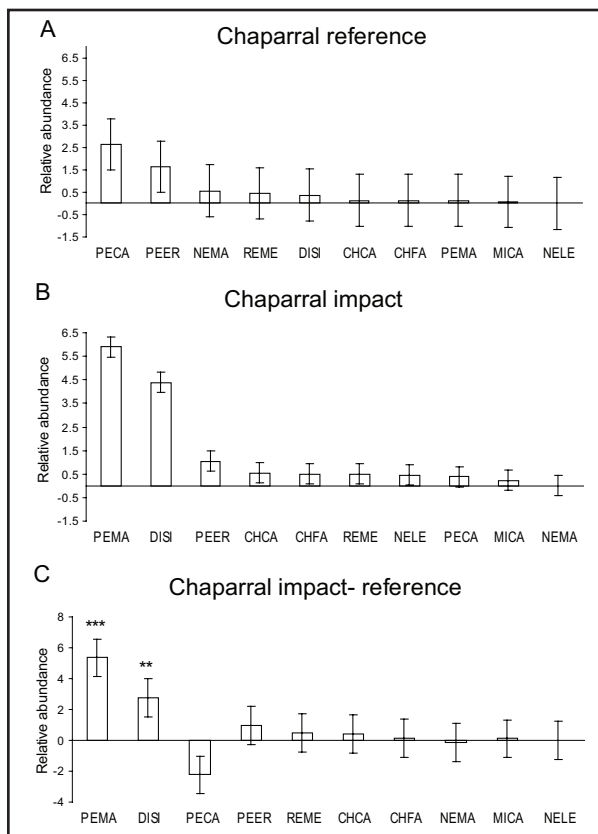 A
Chaparral reference
Relative abundance
6.5
5.5
4.5
3.5
2.5
1.5
0.5
-0.5
-1.5
PECA PEER NEMA REME DISI CHCA CHFA PEMA MICA NELE
B
Chaparral impact
Relative abundance
6.5
5.5
4.5
3.5
2.5
1.5
0.5
-0.5
-1.5
PEMA DISI PEER CHCA CHFA REME NELE PECA MICA NEMA
C
Chaparral impact- reference
Relative abundance
8
6
4
2
0
-2
-4
***
**
PEMA DISI PECA PEER REME CHCA CHFA NEMA MICA NELE